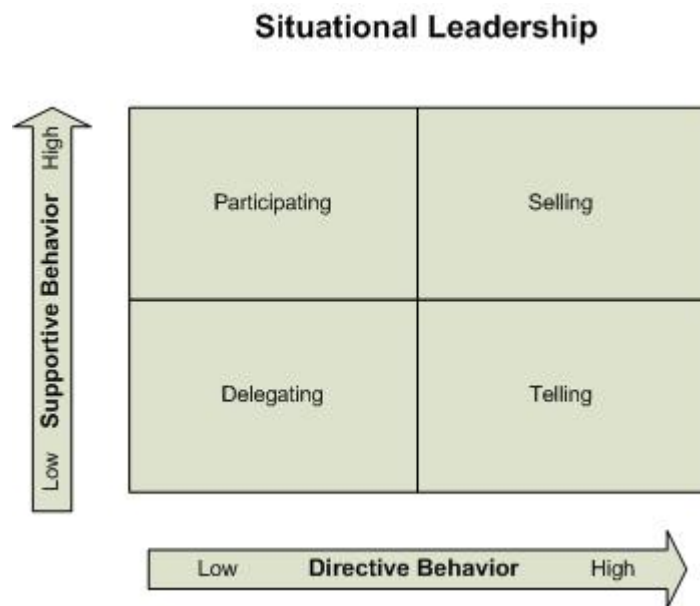 Situational Leadership
High
Supportive Behavior
Low
Participating
Selling
Delegating
Telling
Low
Directive Behavior
High